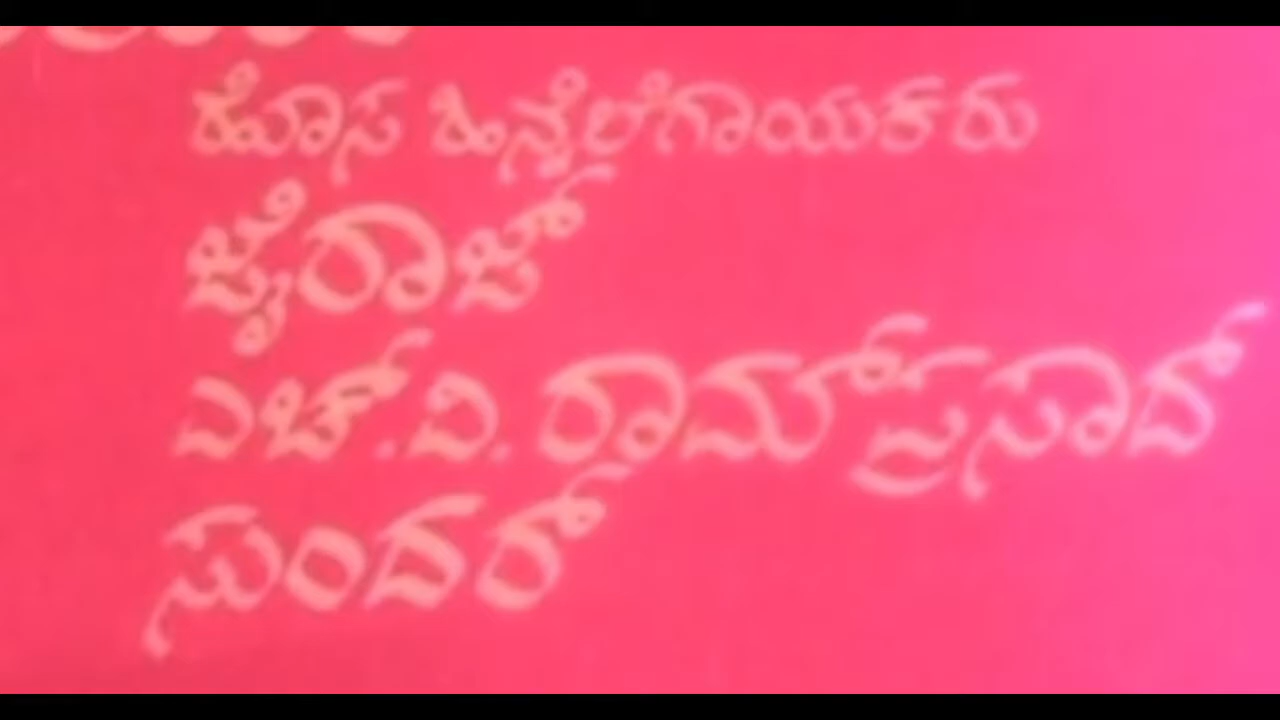 ಹೊಸ ಹಿನ್ನೆಲೆಗಾಯಕರು
ಜೈರಾಜ್
ಎಚ್.ವಿ. ರಾಮ್‌ಪ್ರಸಾದ್
ಸುಂದರ್